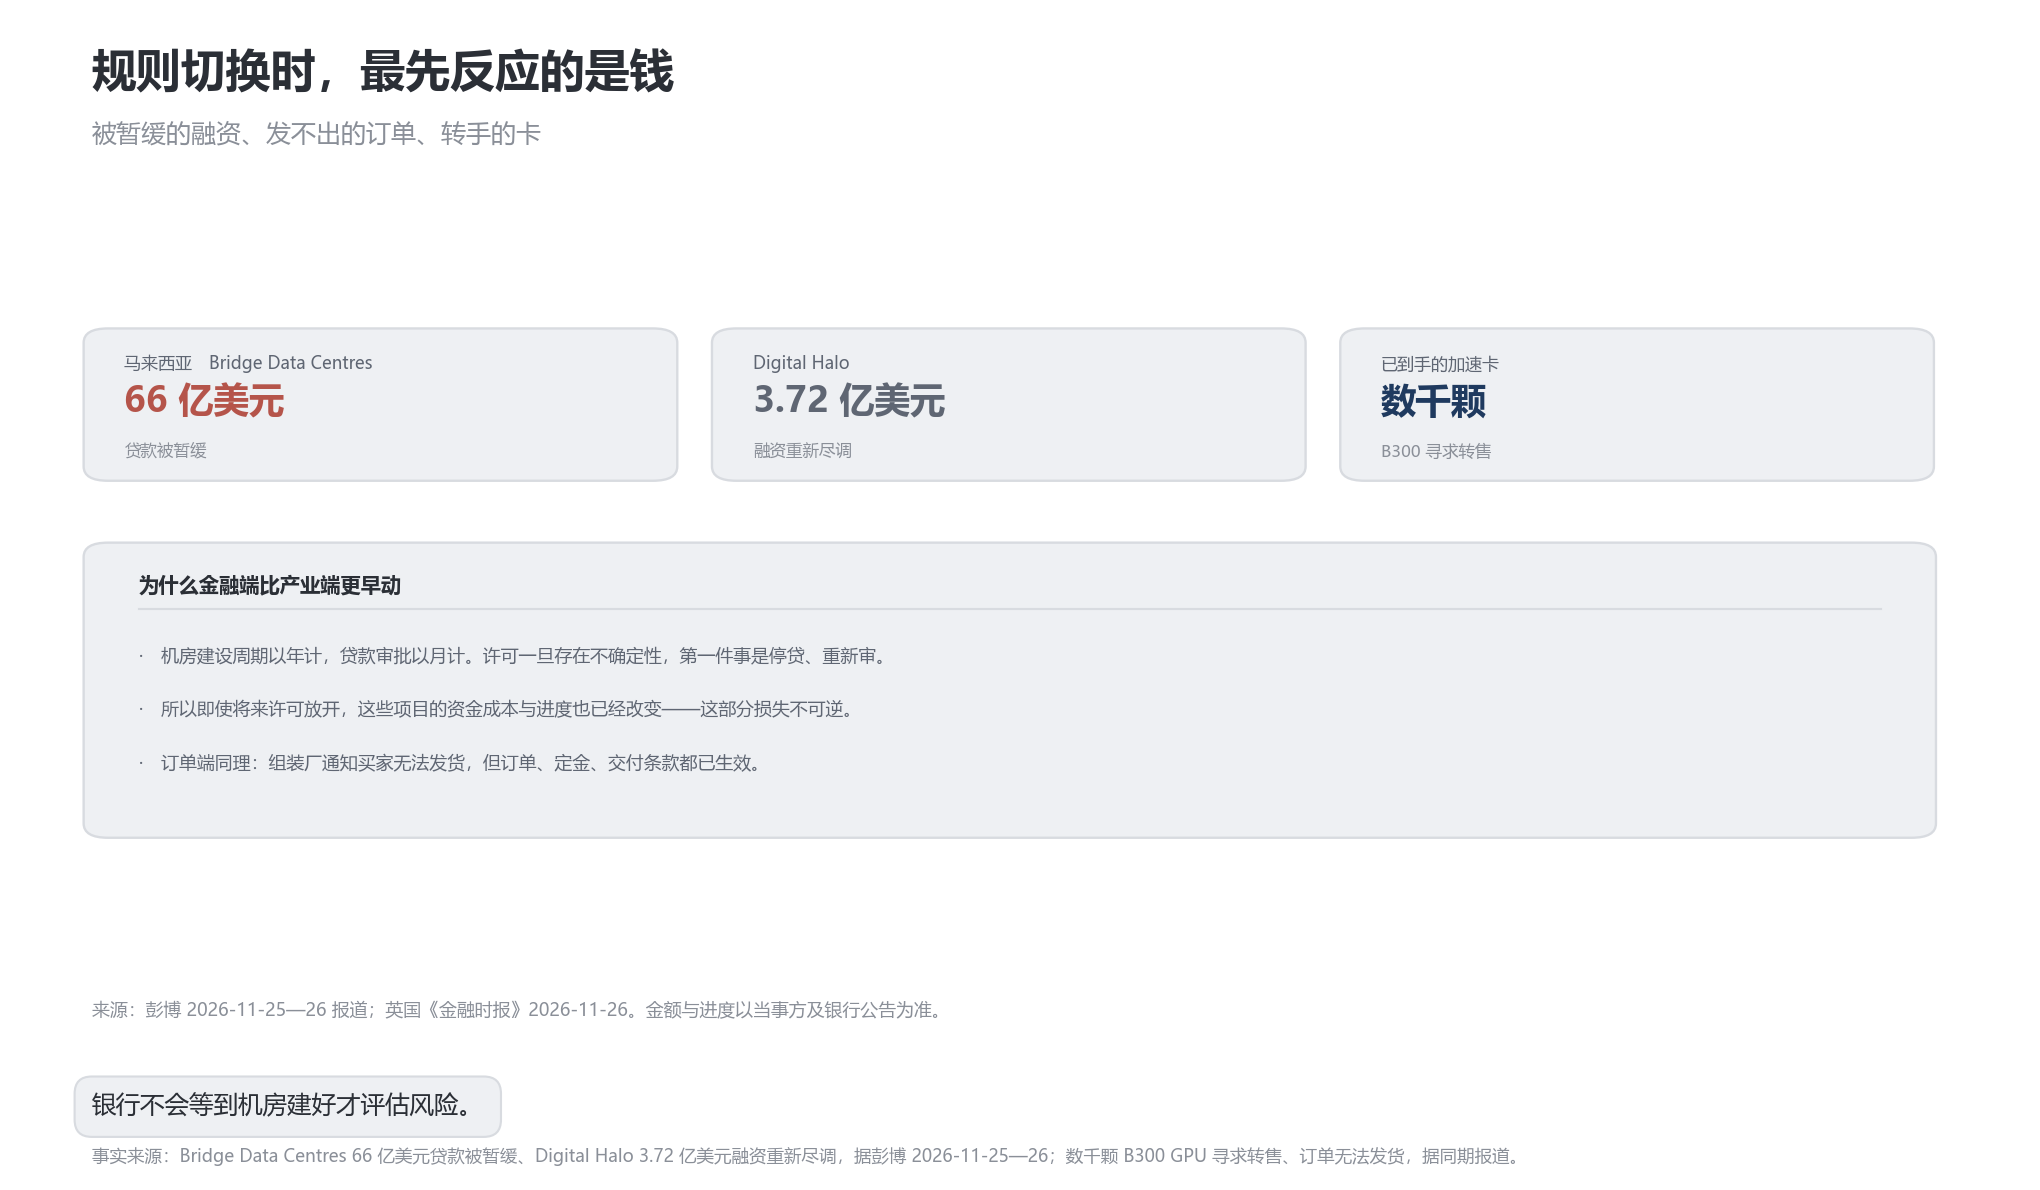 规则切换时，最先反应的是钱
被暂缓的融资、发不出的订单、转手的卡
马来西亚　Bridge Data Centres
66 亿美元
贷款被暂缓
Digital Halo
3.72 亿美元
融资重新尽调
已到手的加速卡
数千颗
B300 寻求转售
为什么金融端比产业端更早动
· 机房建设周期以年计，贷款审批以月计。许可一旦存在不确定性，第一件事是停贷、重新审。
· 所以即使将来许可放开，这些项目的资金成本与进度也已经改变——这部分损失不可逆。
· 订单端同理：组装厂通知买家无法发货，但订单、定金、交付条款都已生效。
来源：彭博 2026-11-25—26 报道；英国《金融时报》2026-11-26。金额与进度以当事方及银行公告为准。
银行不会等到机房建好才评估风险。
事实来源：Bridge Data Centres 66 亿美元贷款被暂缓、Digital Halo 3.72 亿美元融资重新尽调，据彭博 2026-11-25—26；数千颗 B300 GPU 寻求转售、订单无法发货，据同期报道。